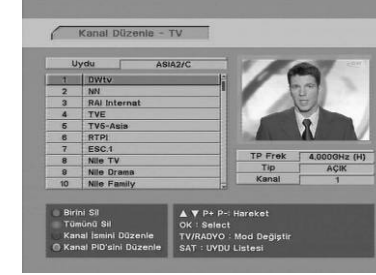 Kanal Düzenle - TV
Uydu ASIA2/C
1 DWtv
2 NN
3 RAI Internat
4 TVE
5 TV5-Asia
6 RTPI
7 ESC.1
8 Nile TV
9 Nile Drama
10 Nile Family
TP Frek 4.000GHz (H)
Tip AÇIK
Kanal 1
Birini Sil
Tümünü Sil
Kanal İsmini Düzenle
Kanal PID'sini Düzenle
▲ ▼ P+ P-: Hareket
OK : Select
TV/RADYO : Mod Değiştir
SAT : UYDU Listesi